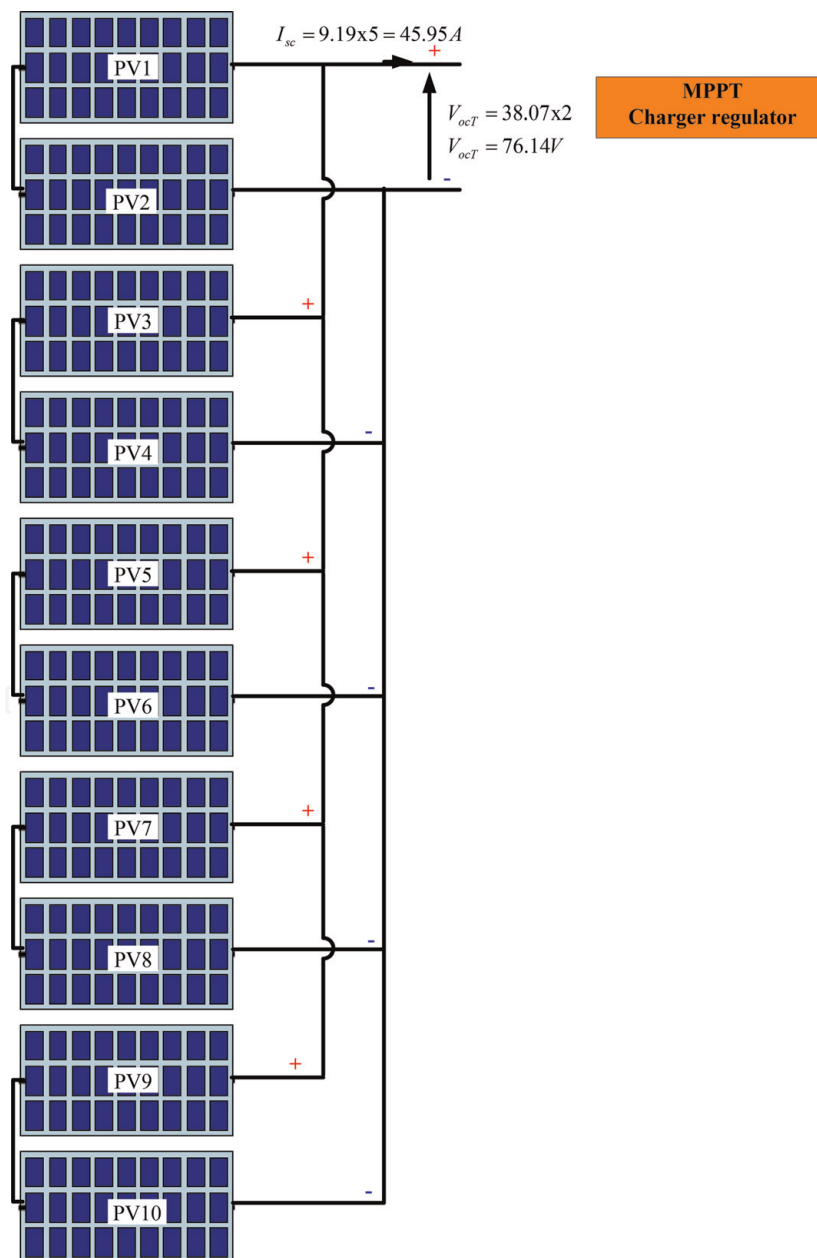 I_sc = 9.19x5 = 45.95A
+
PV1
MPPT
Charger regulator
V_ocT = 38.07x2
V_ocT = 76.14V
-
PV2
+
PV3
-
PV4
+
PV5
-
PV6
+
PV7
-
PV8
+
PV9
-
PV10